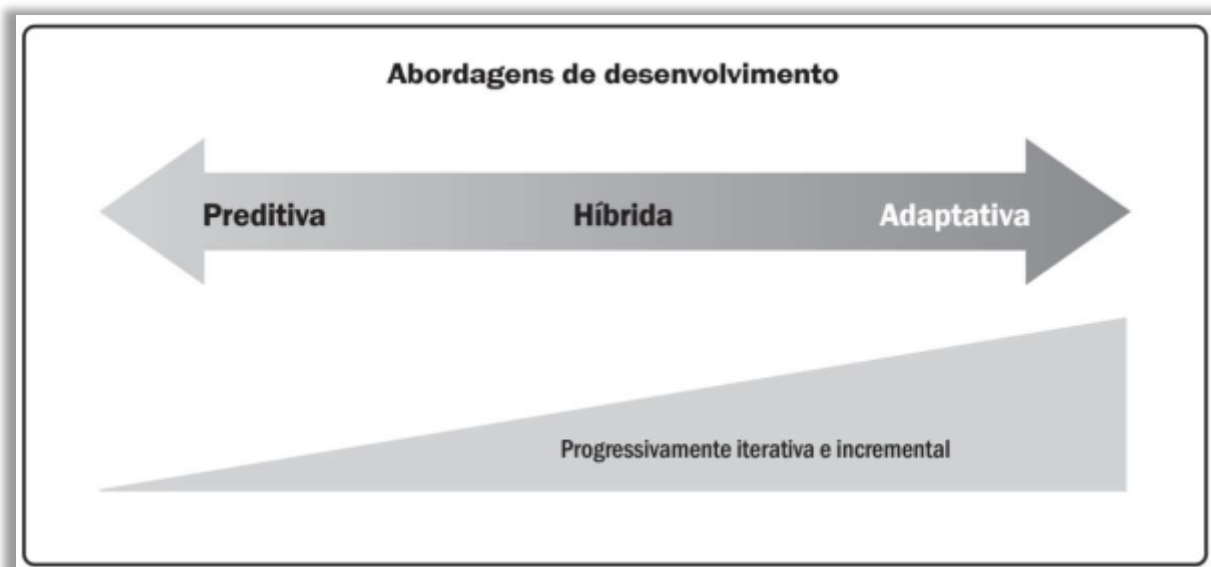 Abordagens de desenvolvimento
Preditiva Híbrida Adaptativa
Progressivamente iterativa e incremental